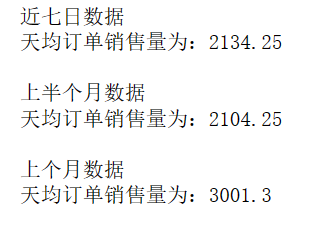 近七日数据
天均订单销售量为：2134.25
上半个月数据
天均订单销售量为：2104.25
上个月数据
天均订单销售量为：3001.3